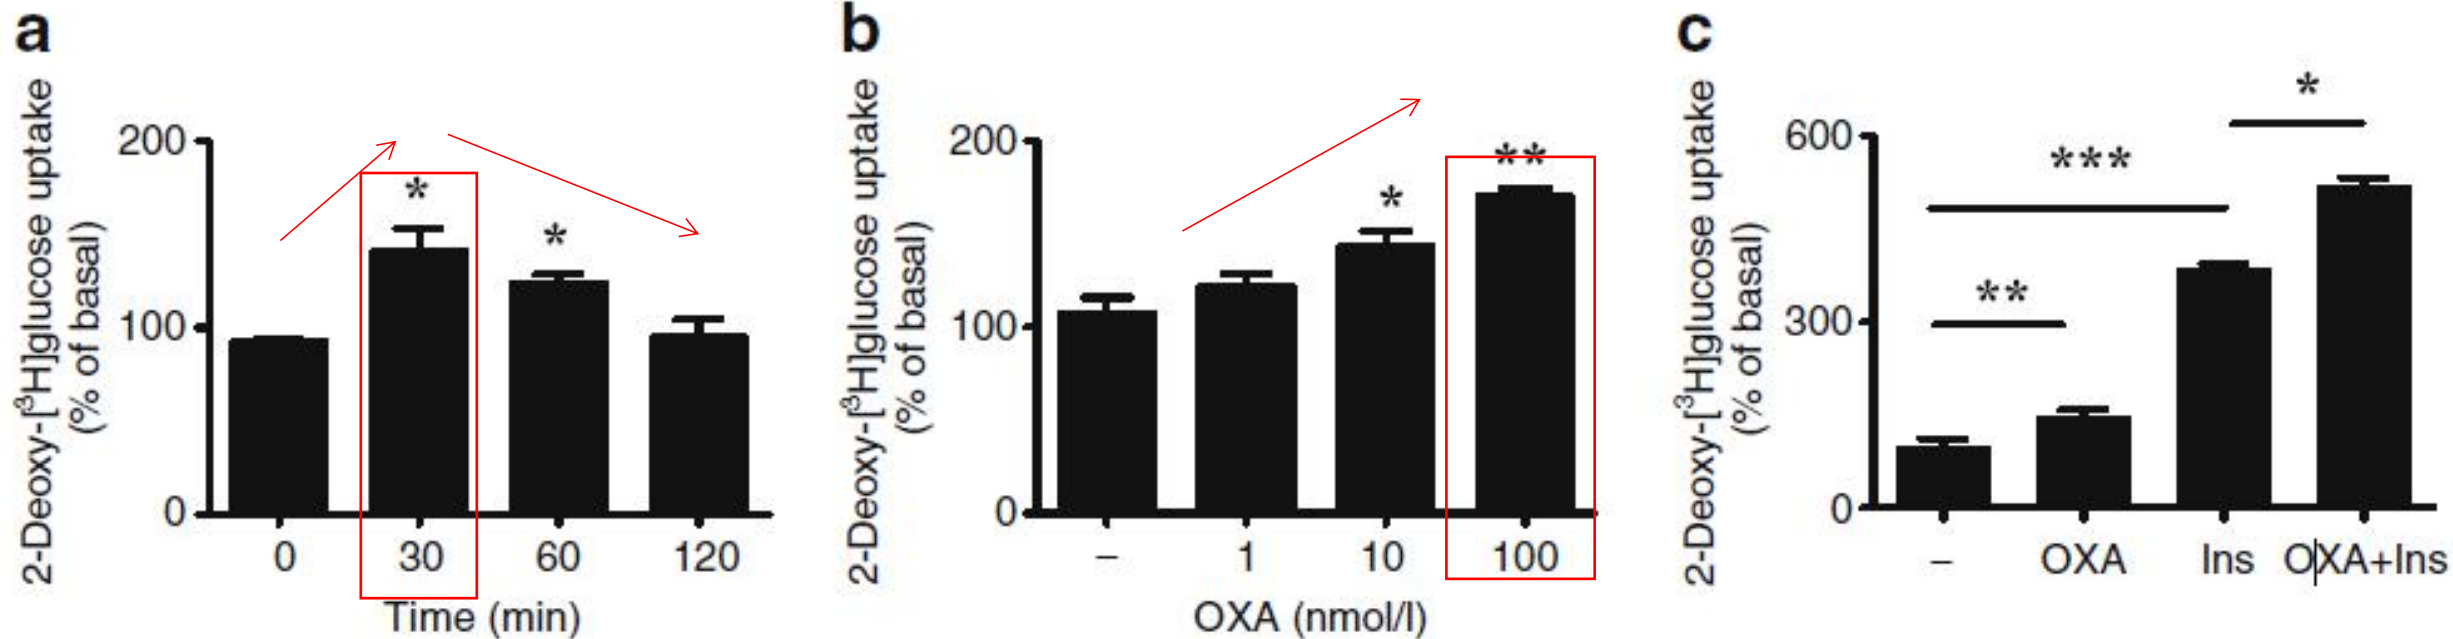 a
2-Deoxy-[³H]glucose uptake
(% of basal)
200
100
0
*
*
0 30 60 120
Time (min)
b
2-Deoxy-[³H]glucose uptake
(% of basal)
200
100
0
*
**
– 1 10 100
OXA (nmol/l)
c
2-Deoxy-[³H]glucose uptake
(% of basal)
600
300
0
**
***
*
– OXA Ins OXA+Ins